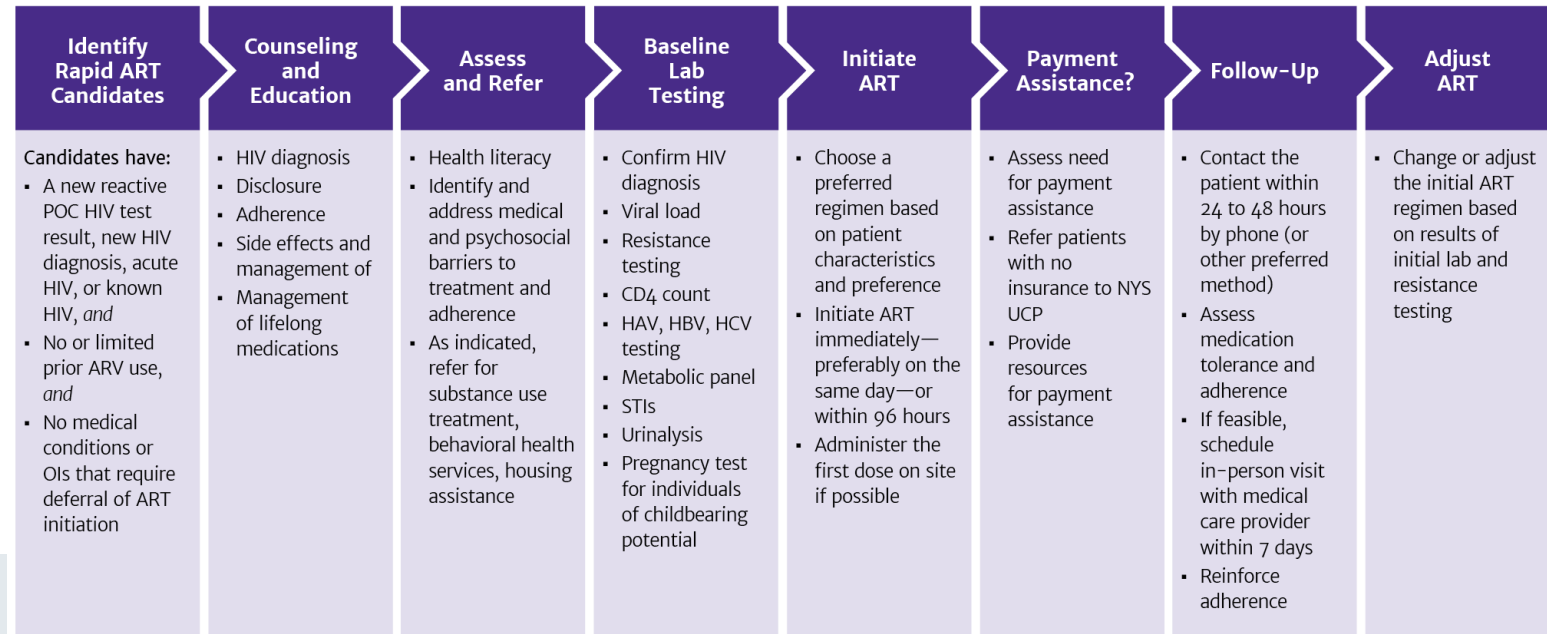 Identify
Rapid ART
Candidates
Candidates have:
▪ A new reactive
POC HIV test
result, new HIV
diagnosis, acute
HIV, or known
HIV, and
▪ No or limited
prior ARV use,
and
▪ No medical
conditions or
OIs that require
deferral of ART
initiation
Counseling
and
Education
▪ HIV diagnosis
▪ Disclosure
▪ Adherence
▪ Side effects and
management of
▪ Management
of lifelong
medications
Assess
and Refer
▪ Health literacy
▪ Identify and
address medical
and psychosocial
barriers to
treatment and
adherence
▪ As indicated,
refer for
substance use
treatment,
behavioral health
services, housing
assistance
Baseline
Lab
Testing
▪ Confirm HIV
diagnosis
▪ Viral load
▪ Resistance
testing
▪ CD4 count
▪ HAV, HBV, HCV
testing
▪ Metabolic panel
▪ STIs
▪ Urinalysis
▪ Pregnancy test
for individuals
of childbearing
potential
Initiate
ART
▪ Choose a
preferred
regimen based
on patient
characteristics
and preference
▪ Initiate ART
immediately—
preferably on the
same day—or
within 96 hours
▪ Administer the
first dose on site
if possible
Payment
Assistance?
▪ Assess need
for payment
assistance
▪ Refer patients
with no
insurance to NYS
UCP
▪ Provide
resources
for payment
assistance
Follow-Up
▪ Contact the
patient within
24 to 48 hours
by phone (or
other preferred
method)
▪ Assess
medication
tolerance and
adherence
▪ If feasible,
schedule
in-person visit
with medical
care provider
within 7 days
▪ Reinforce
adherence
Adjust
ART
▪ Change or adjust
the initial ART
regimen based
on results of
initial lab and
resistance
testing